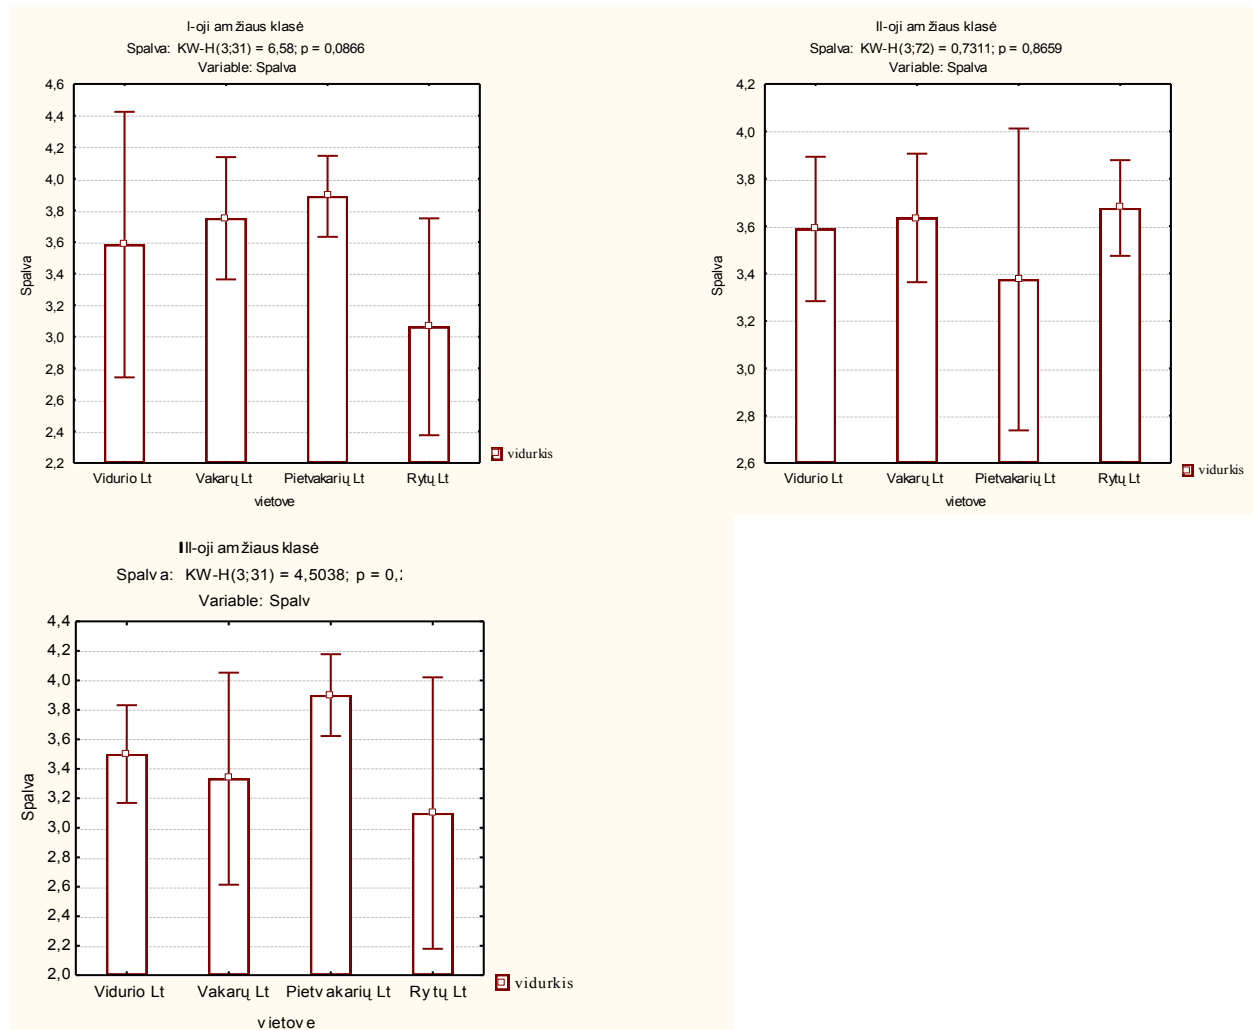 I-oji amžiaus klasė
Spalva: KW-H(3;31) = 6,58; p = 0,0866
Variable: Spalva
4,6
4,4
4,2
4,0
3,8
3,6
3,4
3,2
3,0
2,8
2,6
2,4
2,2
Spalva
Vidurio Lt Vakarų Lt Pietvakarių Lt Rytų Lt
vietove
vidurkis
II-oji amžiaus klasė
Spalva: KW-H(3;72) = 0,7311; p = 0,8659
Variable: Spalva
4,2
4,0
3,8
3,6
3,4
3,2
3,0
2,8
2,6
Spalva
Vidurio Lt Vakarų Lt Pietvakarių Lt Rytų Lt
vietove
vidurkis
III-oji amžiaus klasė
Spalva: KW-H(3;31) = 4,5038; p = 0,
Variable: Spalv
4,4
4,2
4,0
3,8
3,6
3,4
3,2
3,0
2,8
2,6
2,4
2,2
2,0
Spalva
Vidurio Lt Vakarų Lt Pietvakarių Lt Rytų Lt
vietove
vidurkis